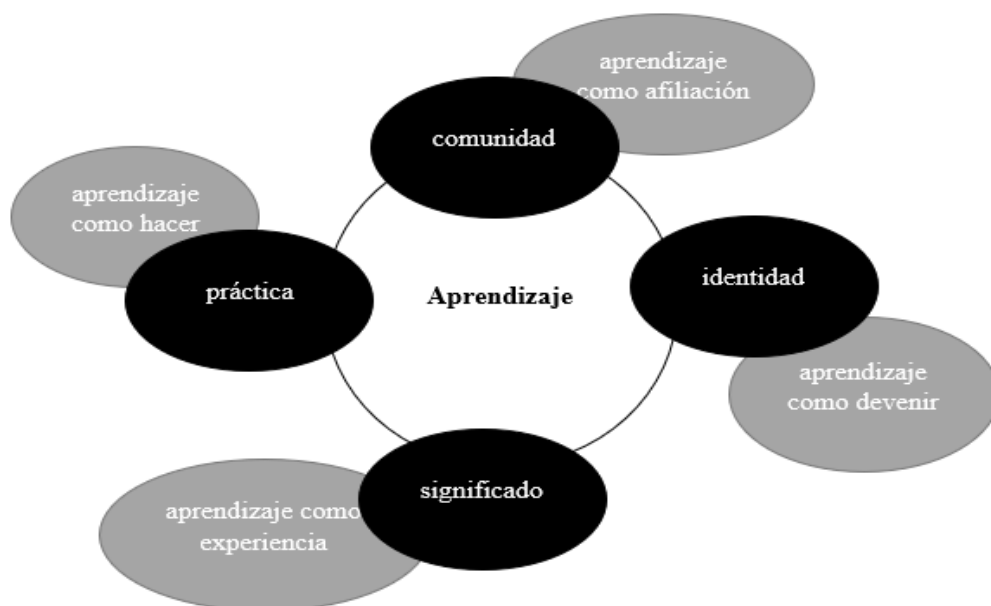 aprendizaje
como afiliación
comunidad
aprendizaje
como hacer
práctica
Aprendizaje
identidad
aprendizaje
como devenir
significado
aprendizaje como
experiencia